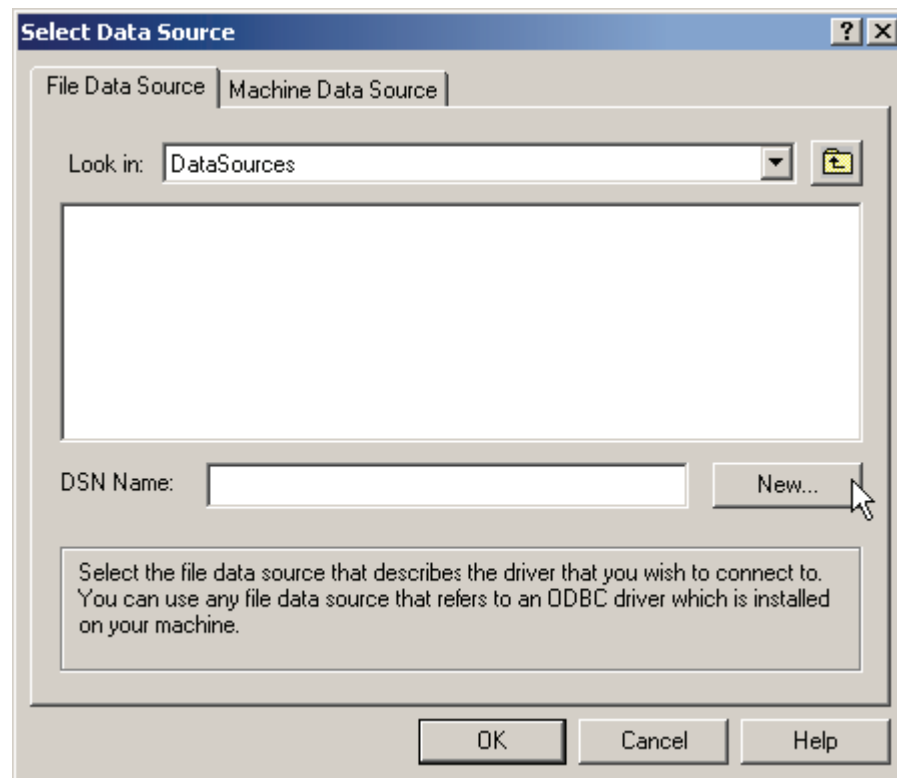 Select Data Source
File Data Source
Machine Data Source
Look in:
DataSources
DSN Name:
New...
Select the file data source that describes the driver that you wish to connect to.
You can use any file data source that refers to an ODBC driver which is installed
on your machine.
OK
Cancel
Help